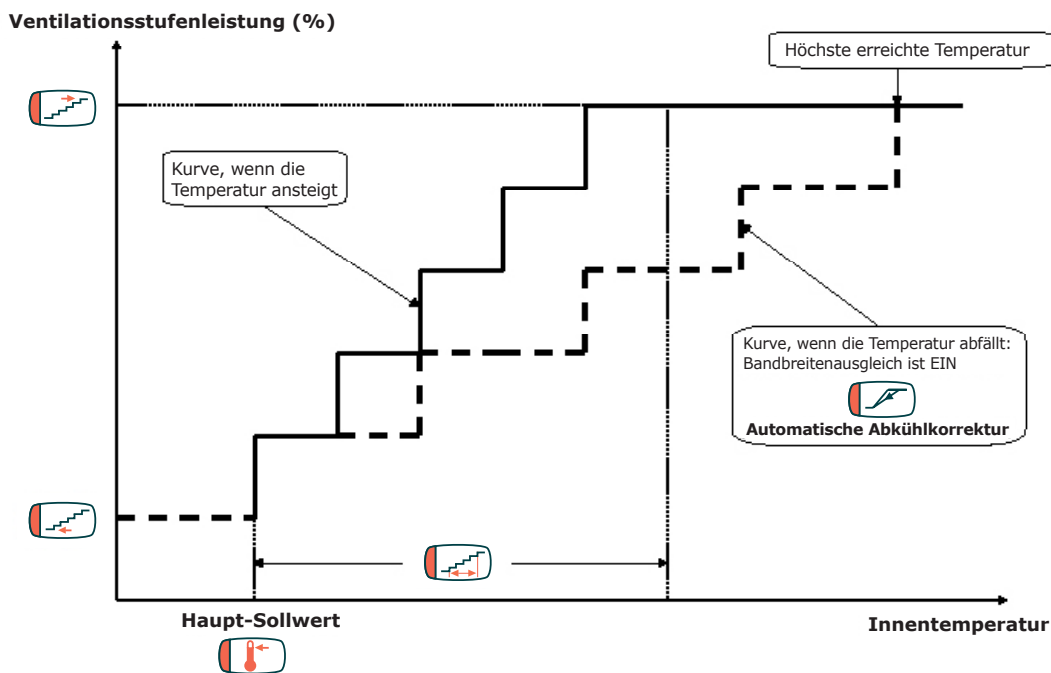 Ventilationsstufenleistung (%)
Höchste erreichte Temperatur
Kurve, wenn die
Temperatur ansteigt
Kurve, wenn die Temperatur abfällt:
Bandbreitenausgleich ist EIN
Automatische Abkühlkorrektur
Haupt-Sollwert
Innentemperatur